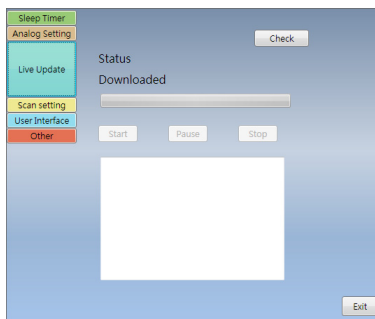 Sleep Timer
Analog Setting
Live Update
Scan setting
User Interface
Other
Check
Status
Downloaded
Start Pause Stop
Exit